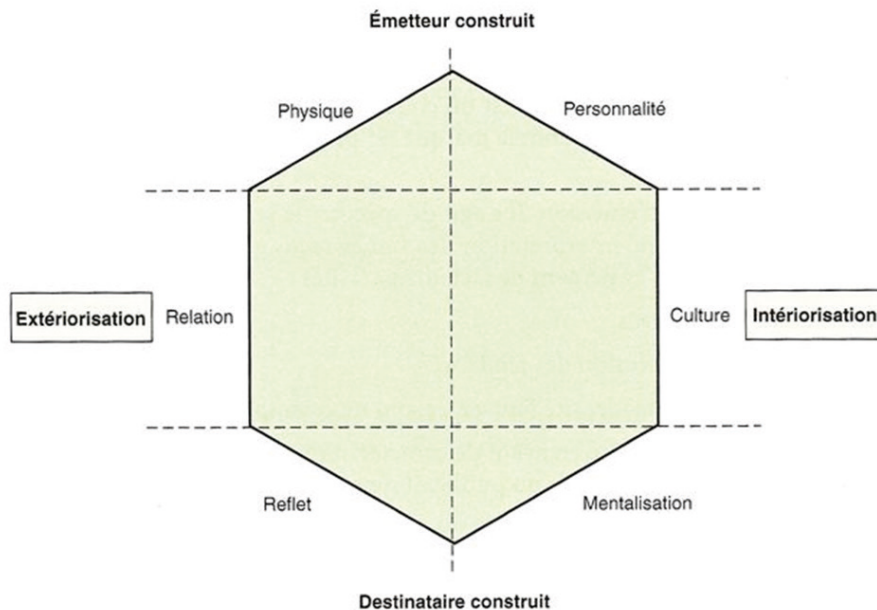 Émetteur construit
Physique
Personnalité
Extériorisation
Relation
Culture
Intériorisation
Reflet
Mentalisation
Destinataire construit